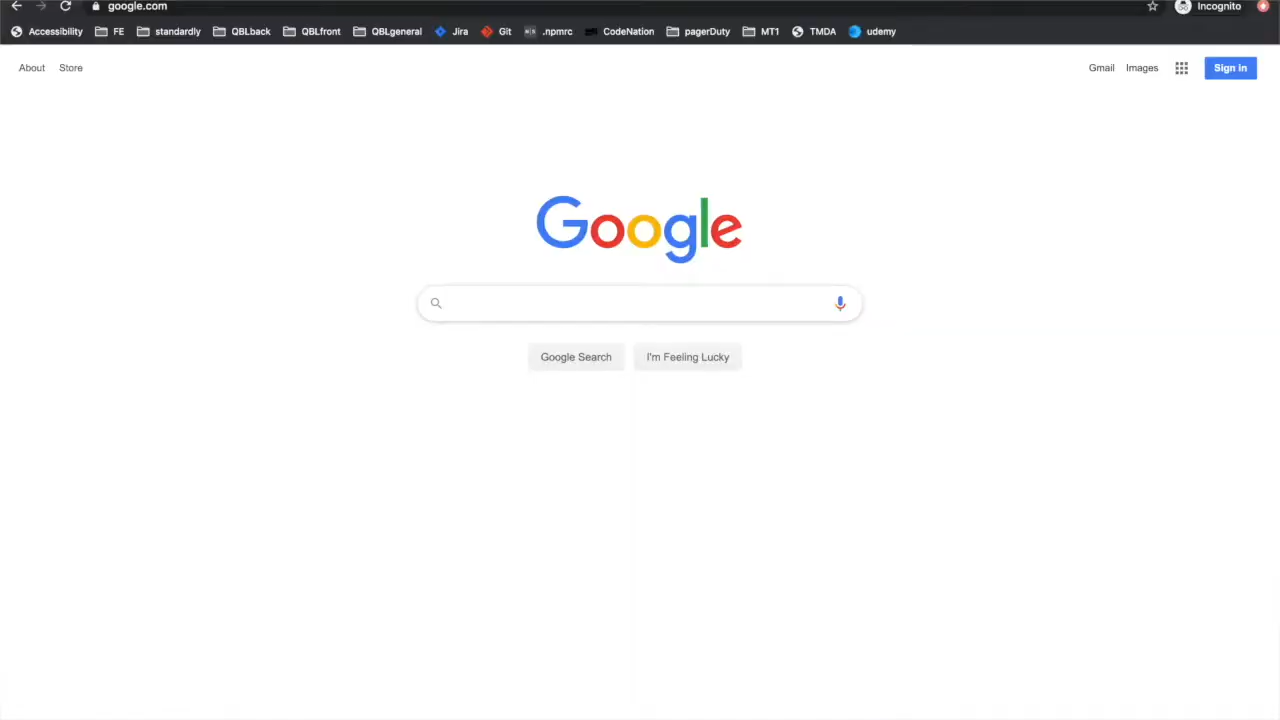 google.com Incognito
Accessibility FE standardly QBLback QBLfront QBLgeneral Jira Git .npmrc CodeNation pagerDuty MT1 TMDA udemy
About Store Gmail Images Sign in
Google
Google Search I'm Feeling Lucky